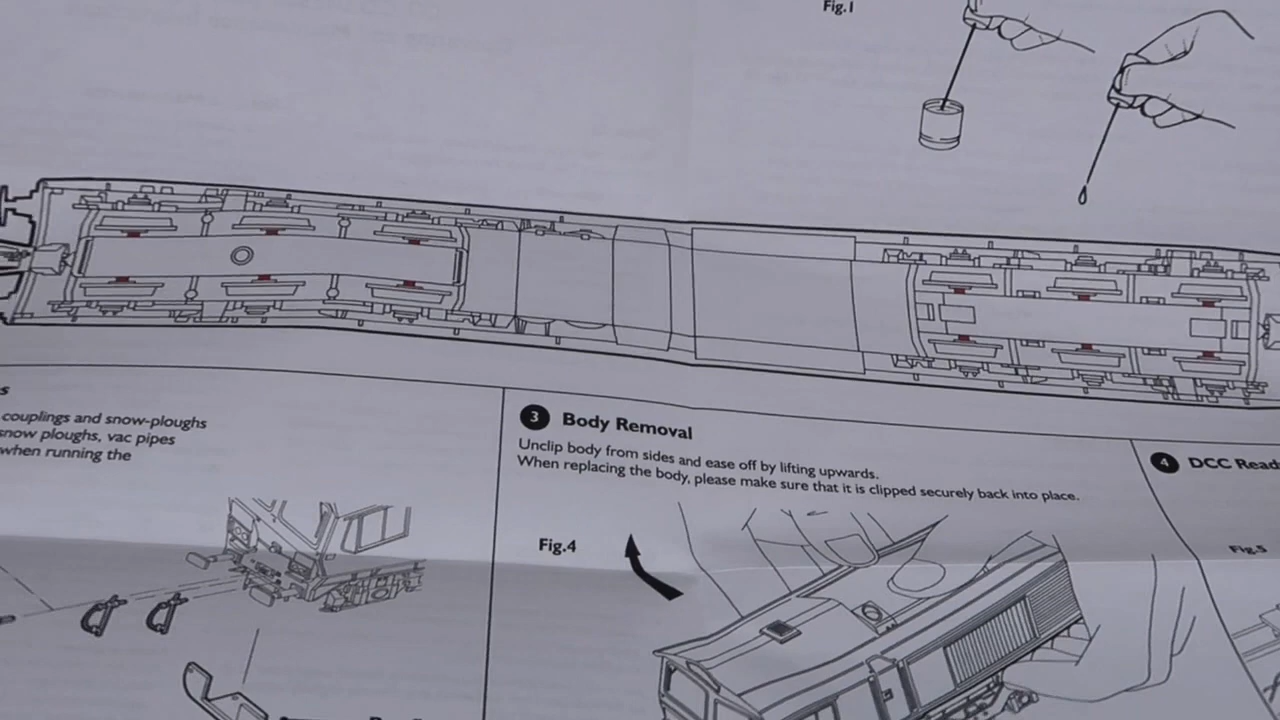 Fig.1
s
couplings and snow-ploughs
snow ploughs, vac pipes
when running the
3 Body Removal
Unclip body from sides and ease off by lifting upwards.
When replacing the body, please make sure that it is clipped securely back into place.
Fig.4
4 DCC Read
Fig.5